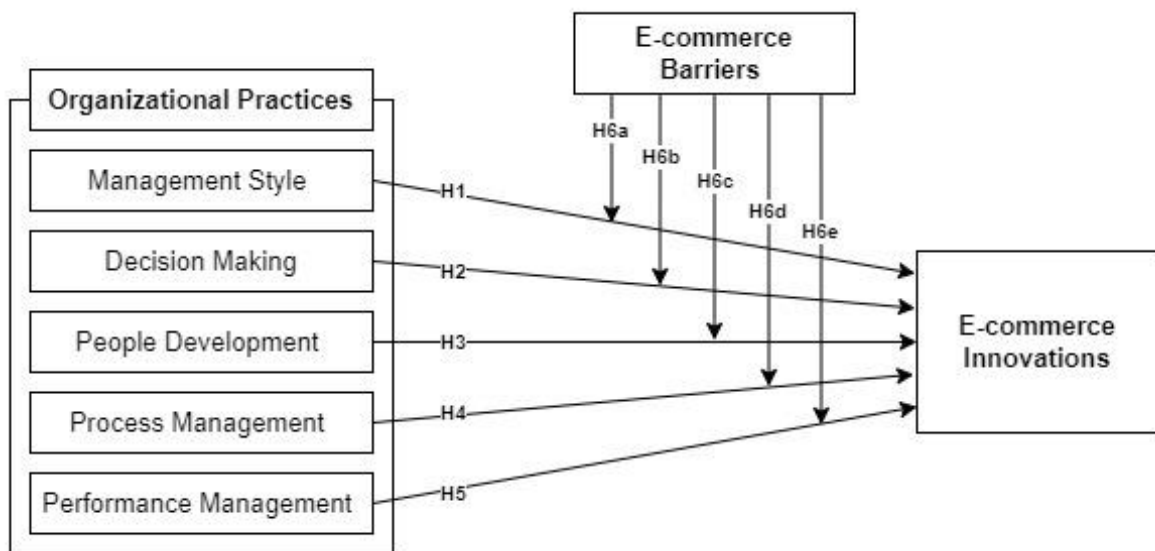 E-commerce
Barriers
Organizational Practices
H6a
H6b
Management Style
H1
H6c
H6d
H6e
Decision Making
H2
People Development
H3
E-commerce
Innovations
Process Management
H4
Performance Management
H5